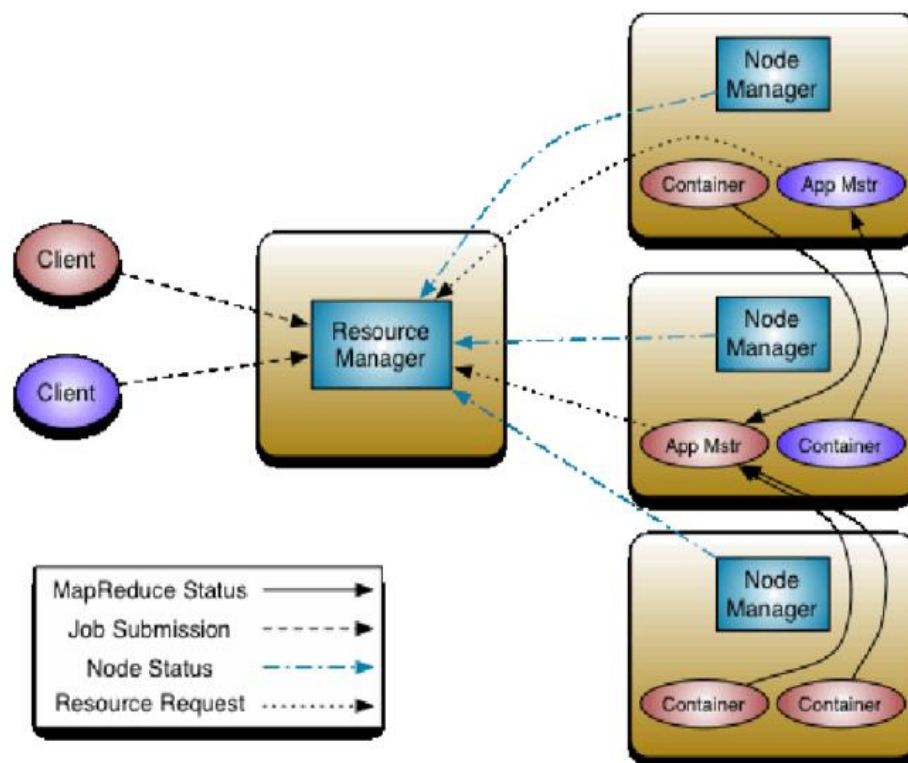 Node
Manager
Container
App Mstr
Client
Client
Resource
Manager
Node
Manager
App Mstr
Container
Node
Manager
Container
Container
MapReduce Status
Job Submission
Node Status
Resource Request